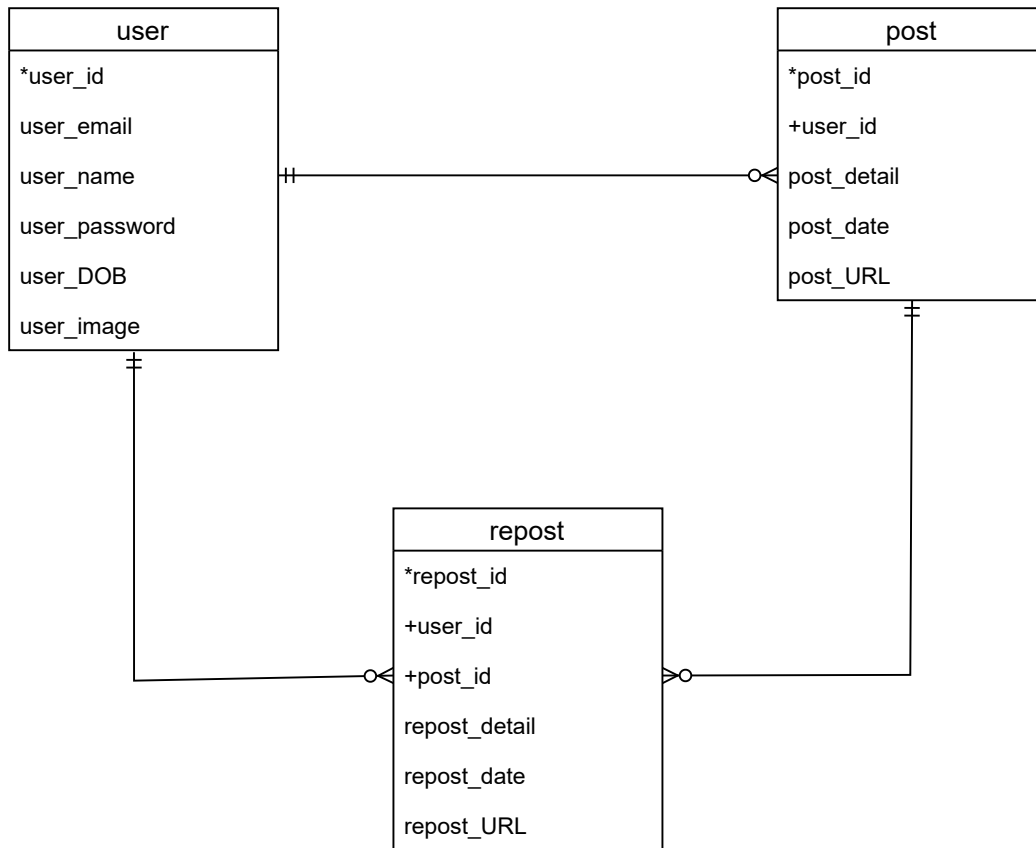 user
*user_id
user_email
user_name
user_password
user_DOB
user_image
post
*post_id
+user_id
post_detail
post_date
post_URL
repost
*repost_id
+user_id
+post_id
repost_detail
repost_date
repost_URL